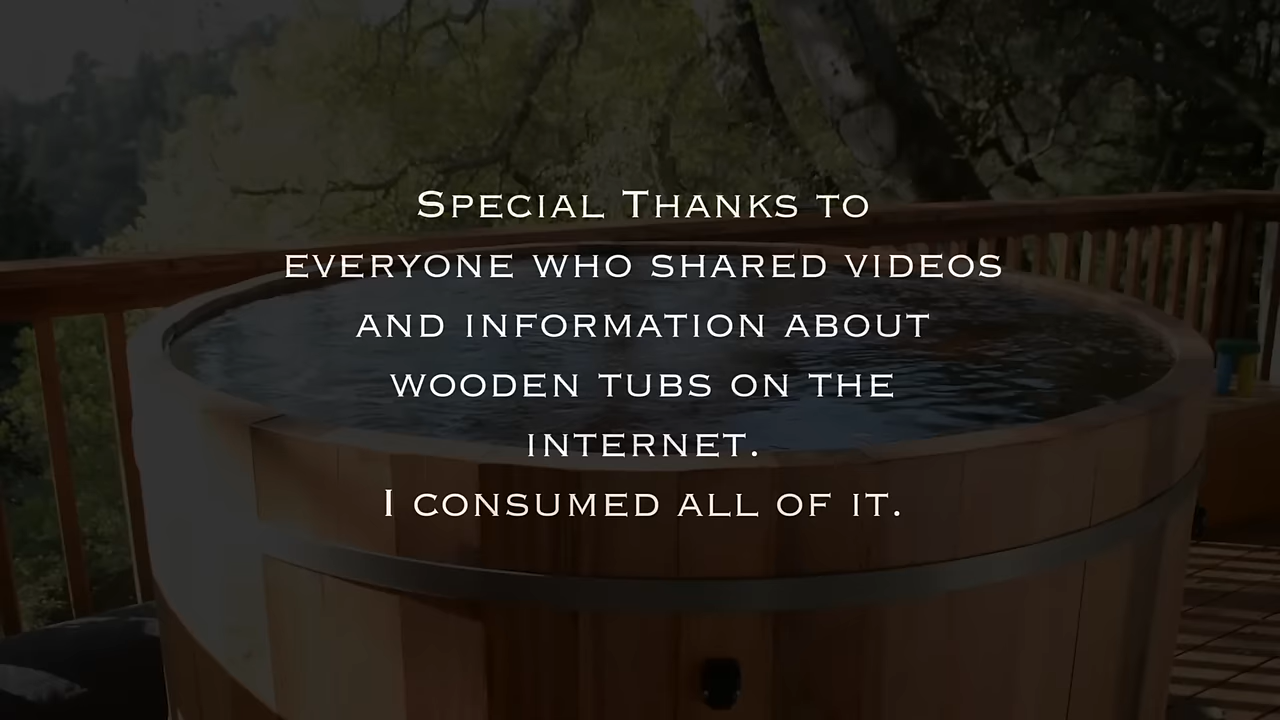 Special Thanks to
everyone who shared videos
and information about
wooden tubs on the
internet.
I consumed all of it.